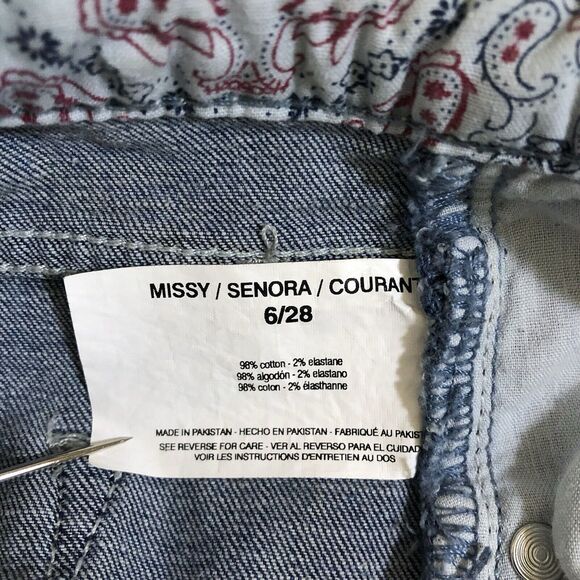 MISSY / SENORA / COURANT
6/28
98% cotton - 2% elastane
98% algodón - 2% elastano
98% coton - 2% élasthanne
MADE IN PAKISTAN - HECHO EN PAKISTAN - FABRIQUÉ AU PAKIST
SEE REVERSE FOR CARE - VER AL REVERSO PARA EL CUIDAD
VOIR LES INSTRUCTIONS D'ENTRETIEN AU DOS